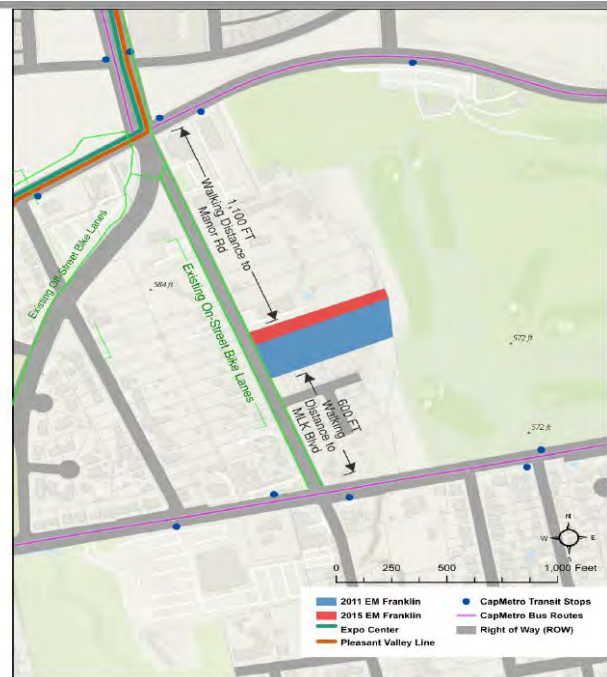 1,100 FT
Walking Distance to
Manor Rd
Existing Off-Street Bike Lanes
584 ft
Existing On-Street Bike Lanes
572 ft
600 FT
Walking
Distance to
MLK Blvd
572 ft
N
W
E
S
0
250
500
1,000 Feet
2011 EM Franklin
2015 EM Franklin
Expo Center
Pleasant Valley Line
CapMetro Transit Stops
CapMetro Bus Routes
Right of Way (ROW)